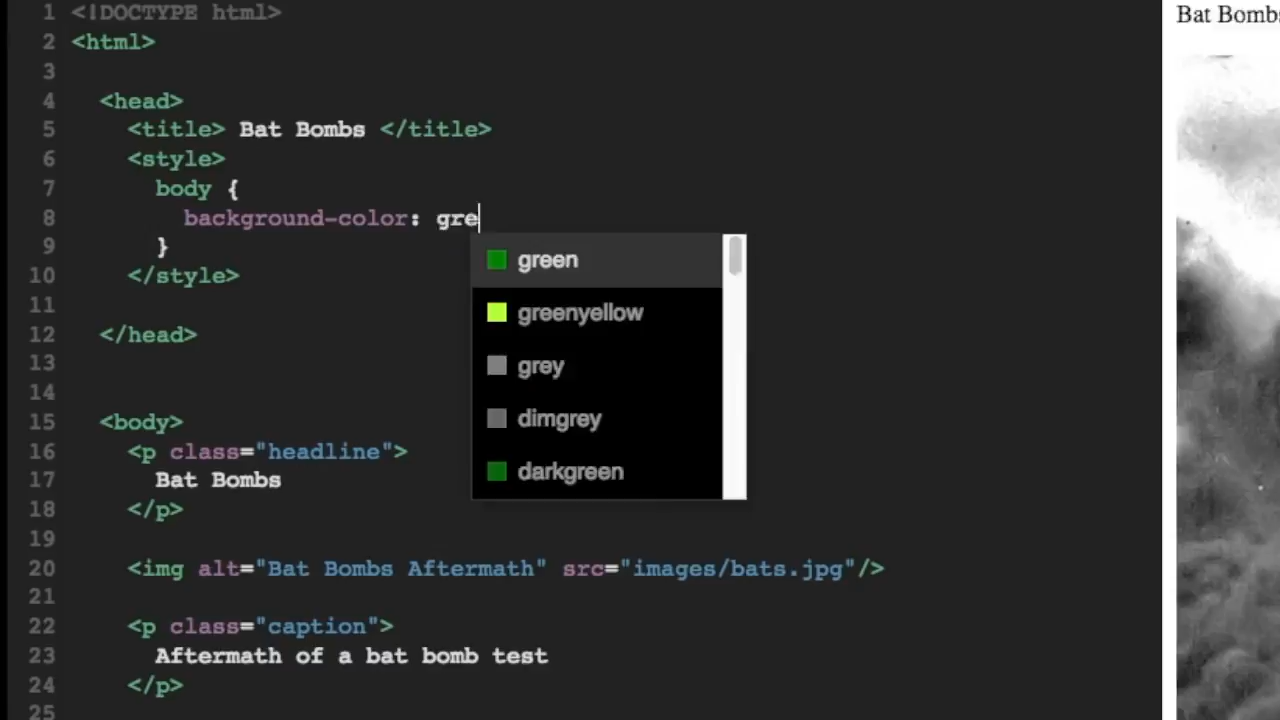 1 <!DOCTYPE html>
2 <html>
3
4 <head>
5 <title> Bat Bombs </title>
6 <style>
7 body {
8 background-color: gre
9 }
10 </style>
11
12 </head>
13
14
15 <body>
16 <p class="headline">
17 Bat Bombs
18 </p>
19
20 <img alt="Bat Bombs Aftermath" src="images/bats.jpg"/>
21
22 <p class="caption">
23 Aftermath of a bat bomb test
24 </p>
25
green
greenyellow
grey
dimgrey
darkgreen
Bat Bombs